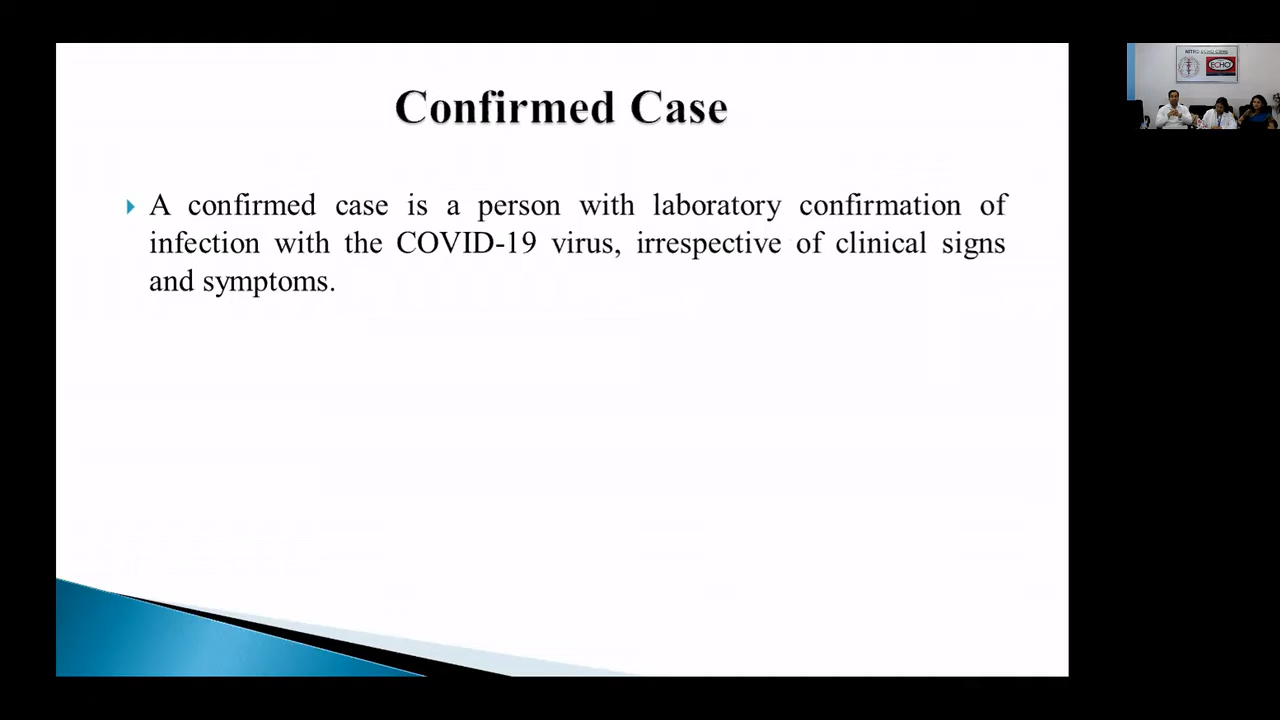 Confirmed Case
A confirmed case is a person with laboratory confirmation of
infection with the COVID-19 virus, irrespective of clinical signs
and symptoms.
ECHO